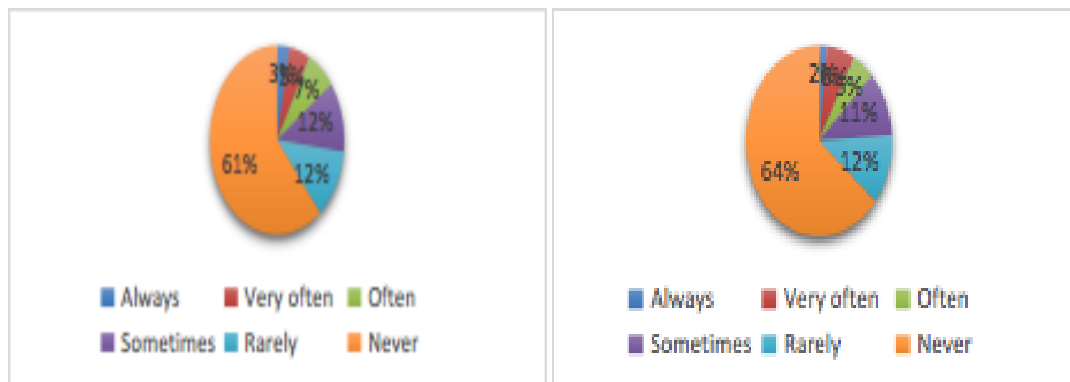 3%
7%
12%
12%
61%
Always Very often Often
Sometimes Rarely Never
2%
5%
11%
12%
64%
Always Very often Often
Sometimes Rarely Never